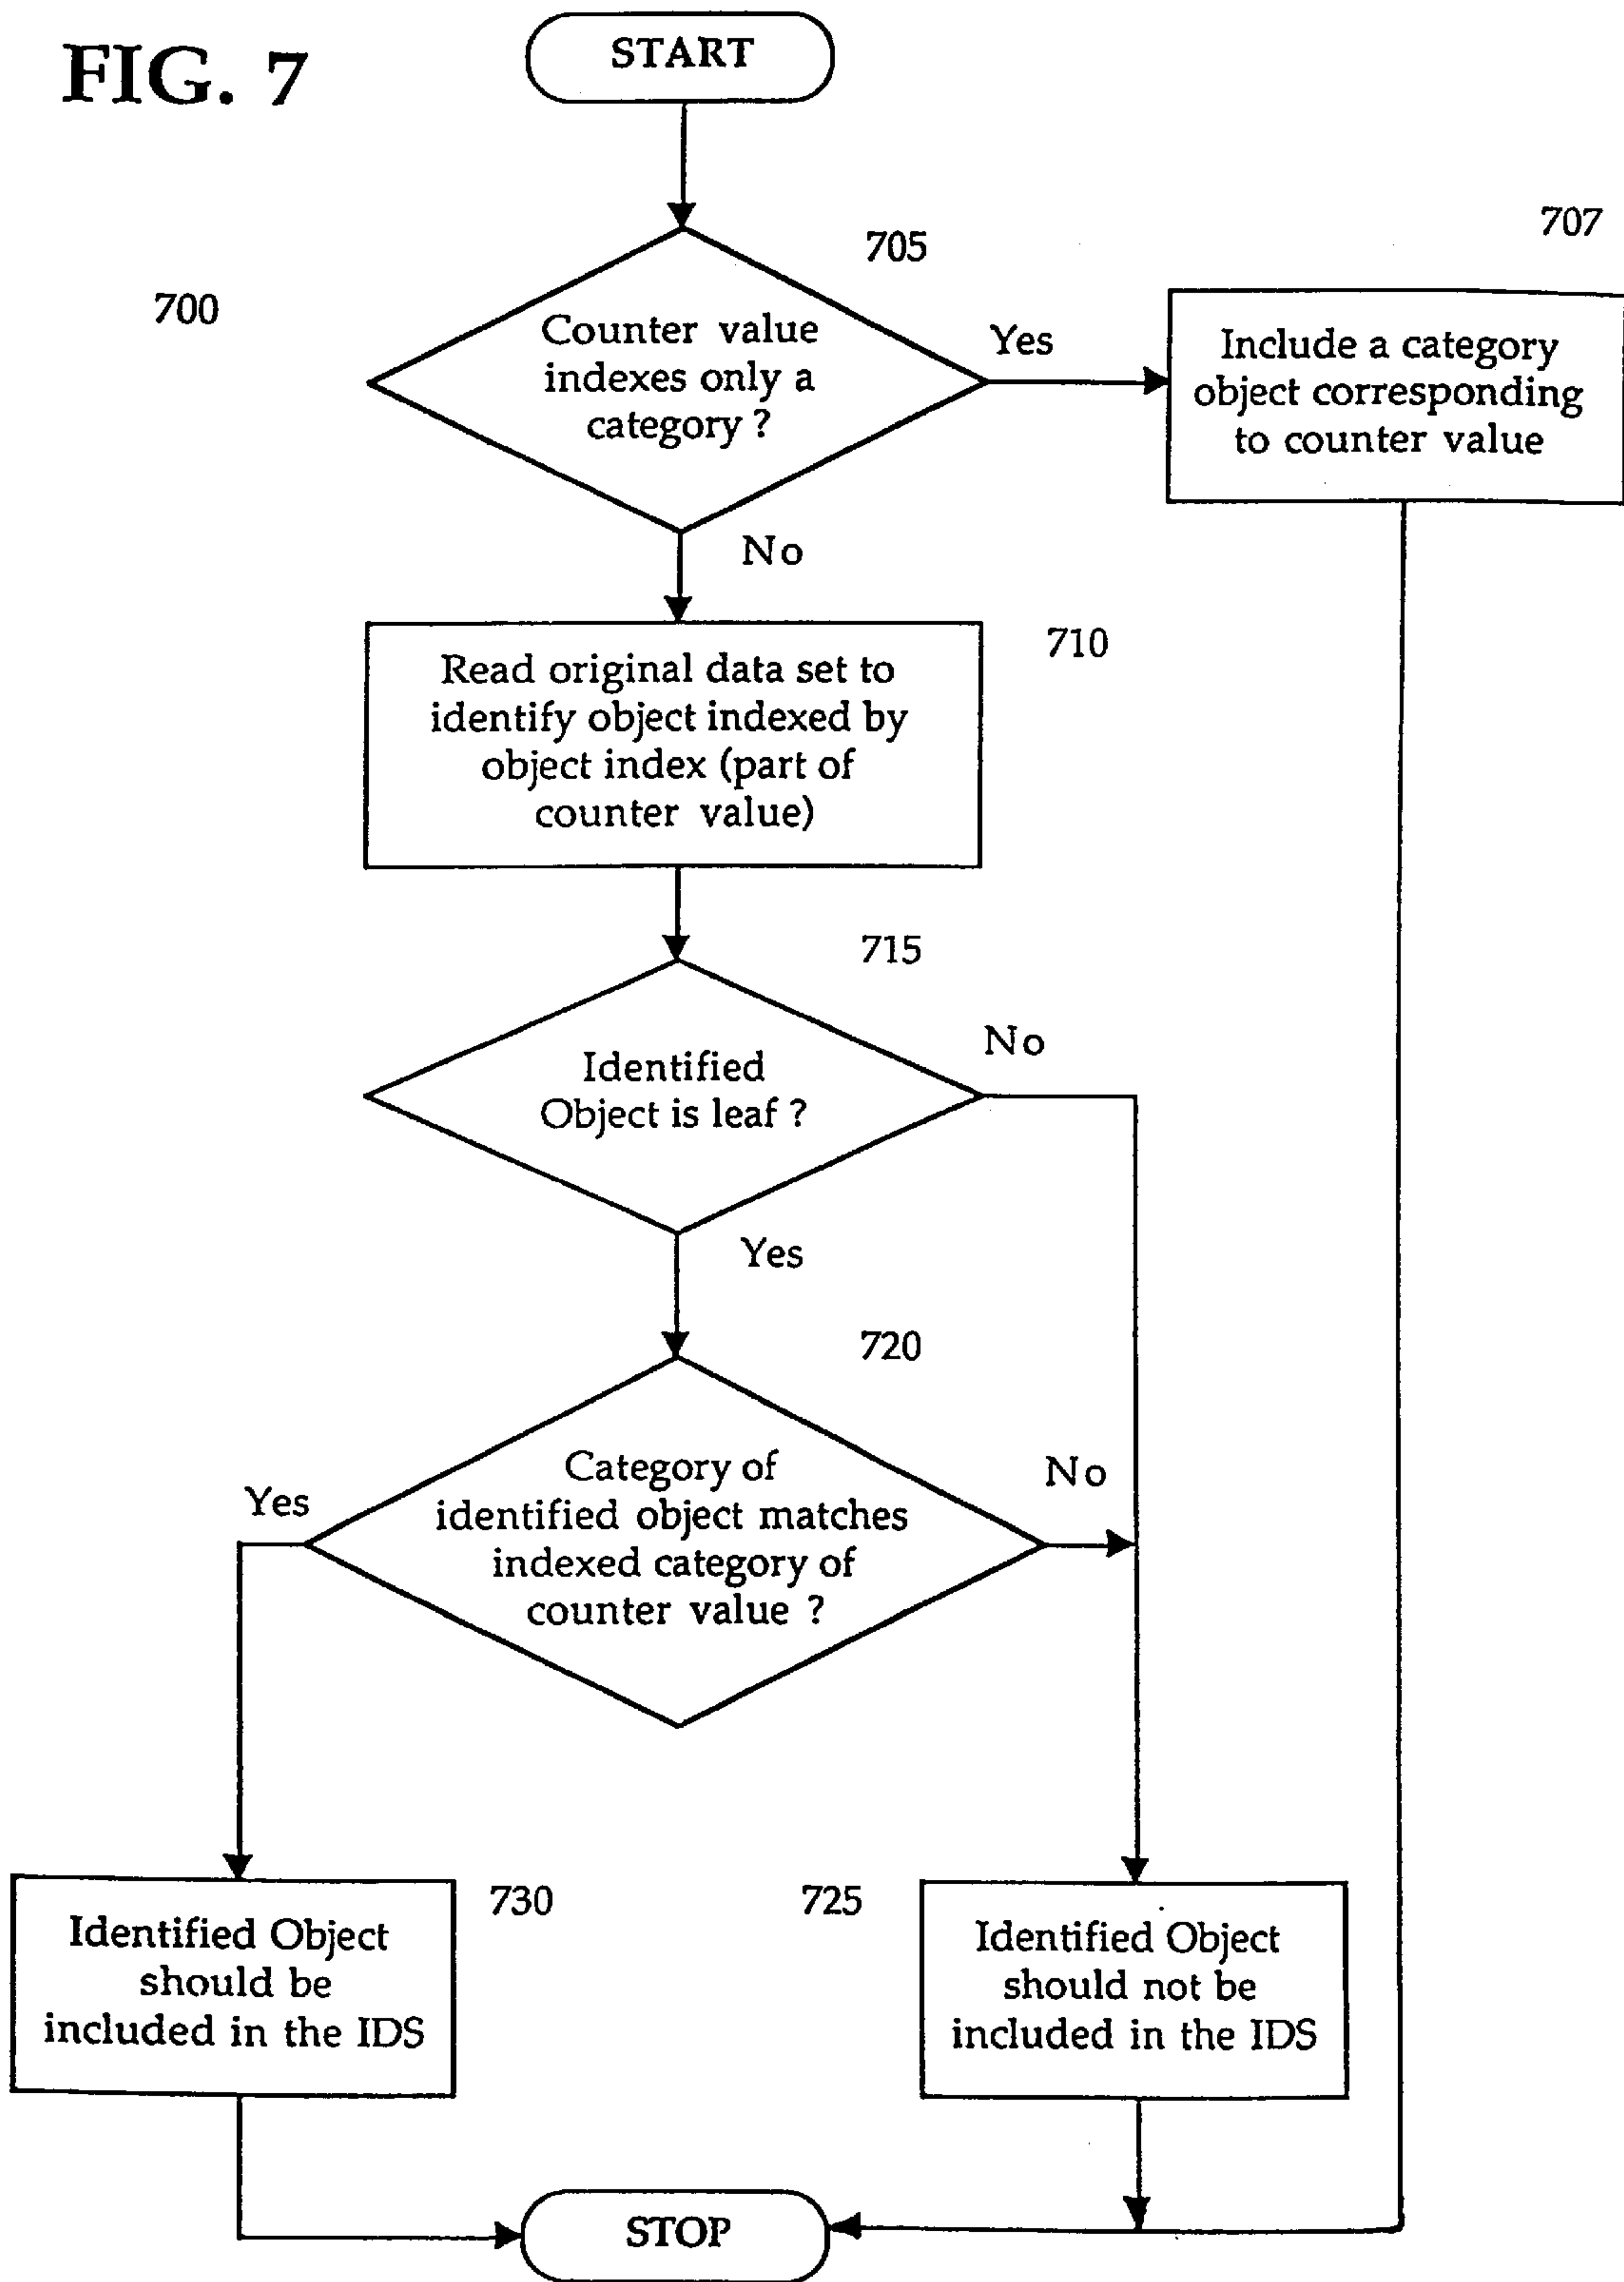 FIG. 7
START
700
705
707
Counter value
indexes only a
category ?
Yes
Include a category
object corresponding
to counter value
No
710
Read original data set to
identify object indexed by
object index (part of
counter value)
715
Identified
Object is leaf ?
No
Yes
720
Category of
identified object matches
indexed category of
counter value ?
Yes
No
730
Identified Object
should be
included in the IDS
725
Identified Object
should not be
included in the IDS
STOP